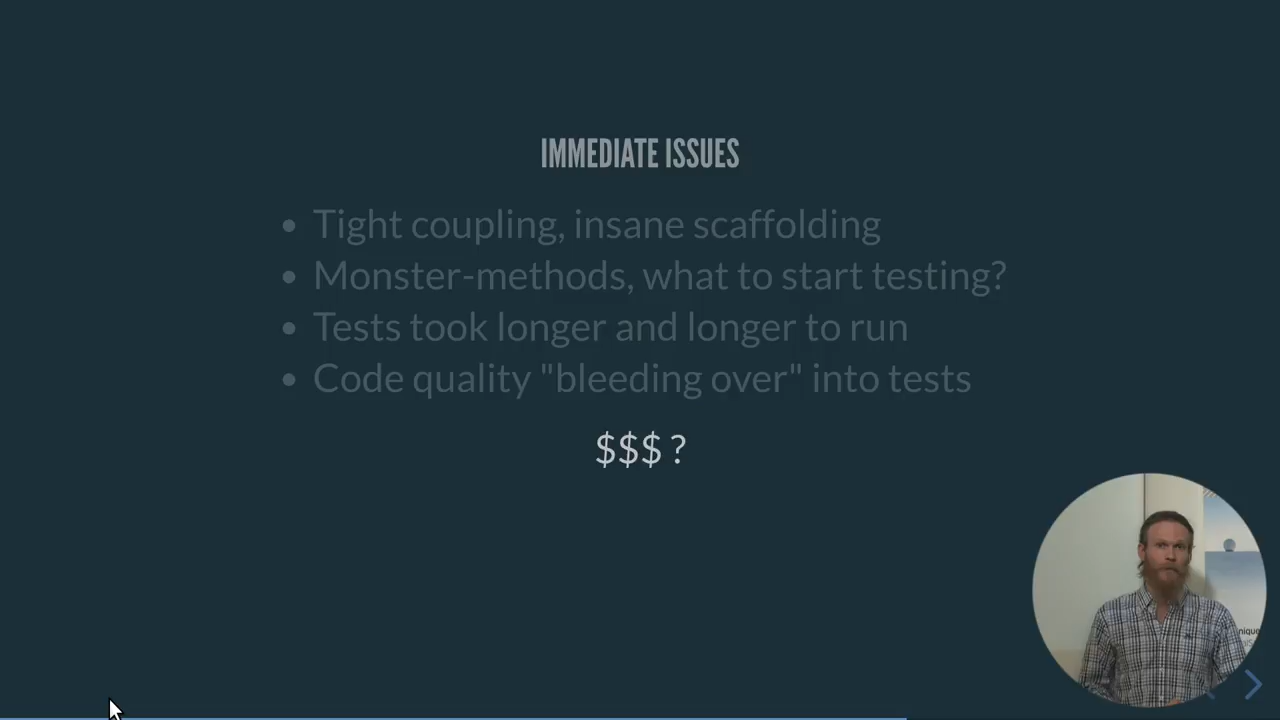 IMMEDIATE ISSUES
• Tight coupling, insane scaffolding
• Monster-methods, what to start testing?
• Tests took longer and longer to run
• Code quality "bleeding over" into tests
$$$ ?
nique